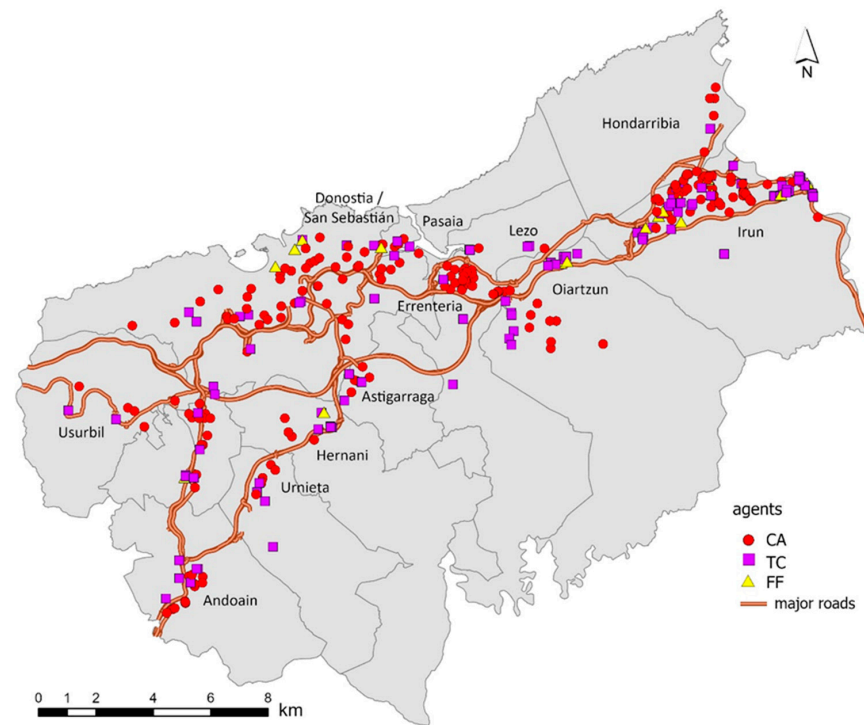 N
Hondarribia
Donostia /
San Sebastián
Pasaia
Lezo
Irun
Oiartzun
Errenteria
Astigarraga
Usurbil
Hernani
Urnieta
Andoain
agents
CA
TC
FF
major roads
0 2 4 6 8
km